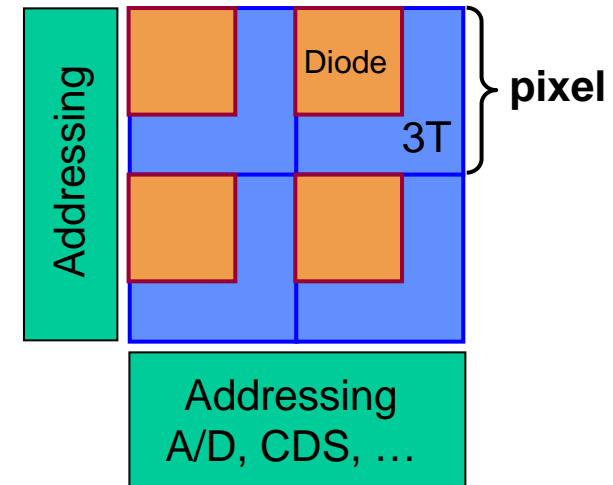 Addressing
Diode
3T
pixel
Addressing
A/D, CDS, …